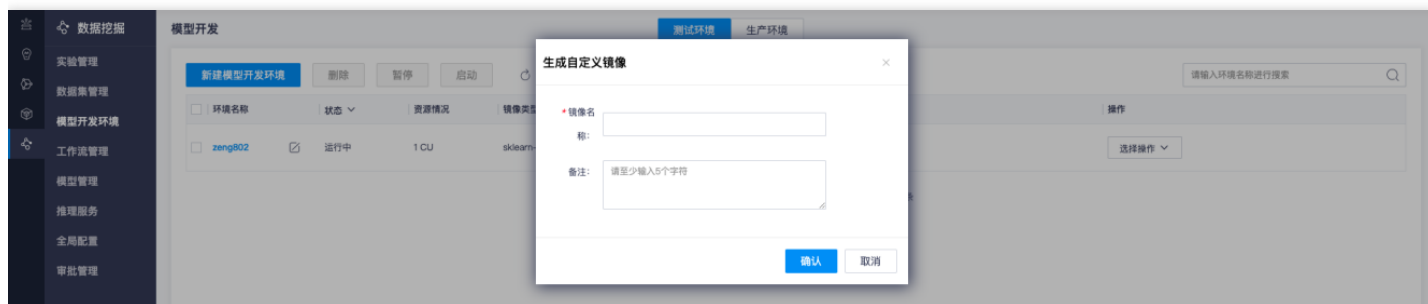 数据挖掘
模型开发
测试环境
生产环境
实验管理
数据集管理
模型开发环境
工作流管理
模型管理
推理服务
全局配置
审批管理
新建模型开发环境
删除
暂停
启动
请输入环境名称进行搜索
环境名称
状态
资源情况
镜像类型
操作
zeng802
运行中
1 CU
sklearn-
选择操作
生成自定义镜像
*镜像名
称:
备注:
请至少输入5个字符
确认
取消